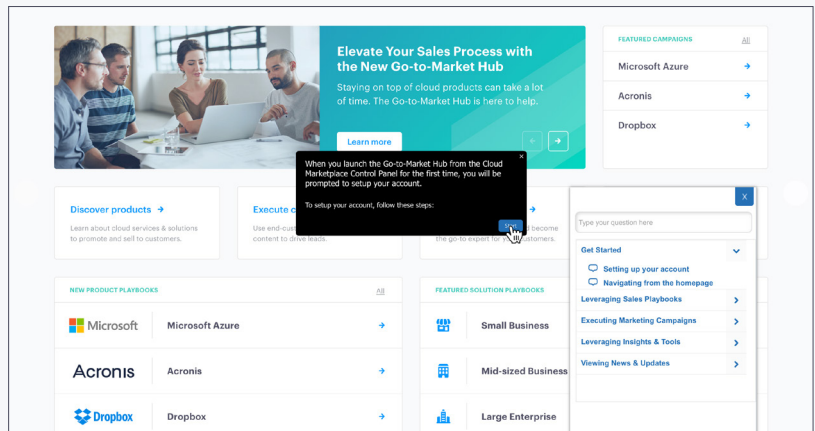 Elevate Your Sales Process with
the New Go-to-Market Hub
Staying on top of cloud products can take a lot
of time. The Go-to-Market Hub is here to help.
Learn more
FEATURED CAMPAIGNS
All
Microsoft Azure
Acronis
Dropbox
When you launch the Go-to-Market Hub from the Cloud
Marketplace Control Panel for the first time, you will be
prompted to setup your account.
To setup your account, follow these steps:
Discover products
Learn about cloud services & solutions
to promote and sell to customers.
Execute
Use
content to drive leads.
become
the go-to expert for your customers.
X
Type your question here
Get Started
Setting up your account
Navigating from the homepage
Leveraging Sales Playbooks
Executing Marketing Campaigns
Leveraging Insights & Tools
Viewing News & Updates
NEW PRODUCT PLAYBOOKS
All
Microsoft
Microsoft Azure
Acronis
Acronis
Dropbox
Dropbox
FEATURED SOLUTION PLAYBOOKS
Small Business
Mid-sized Business
Large Enterprise